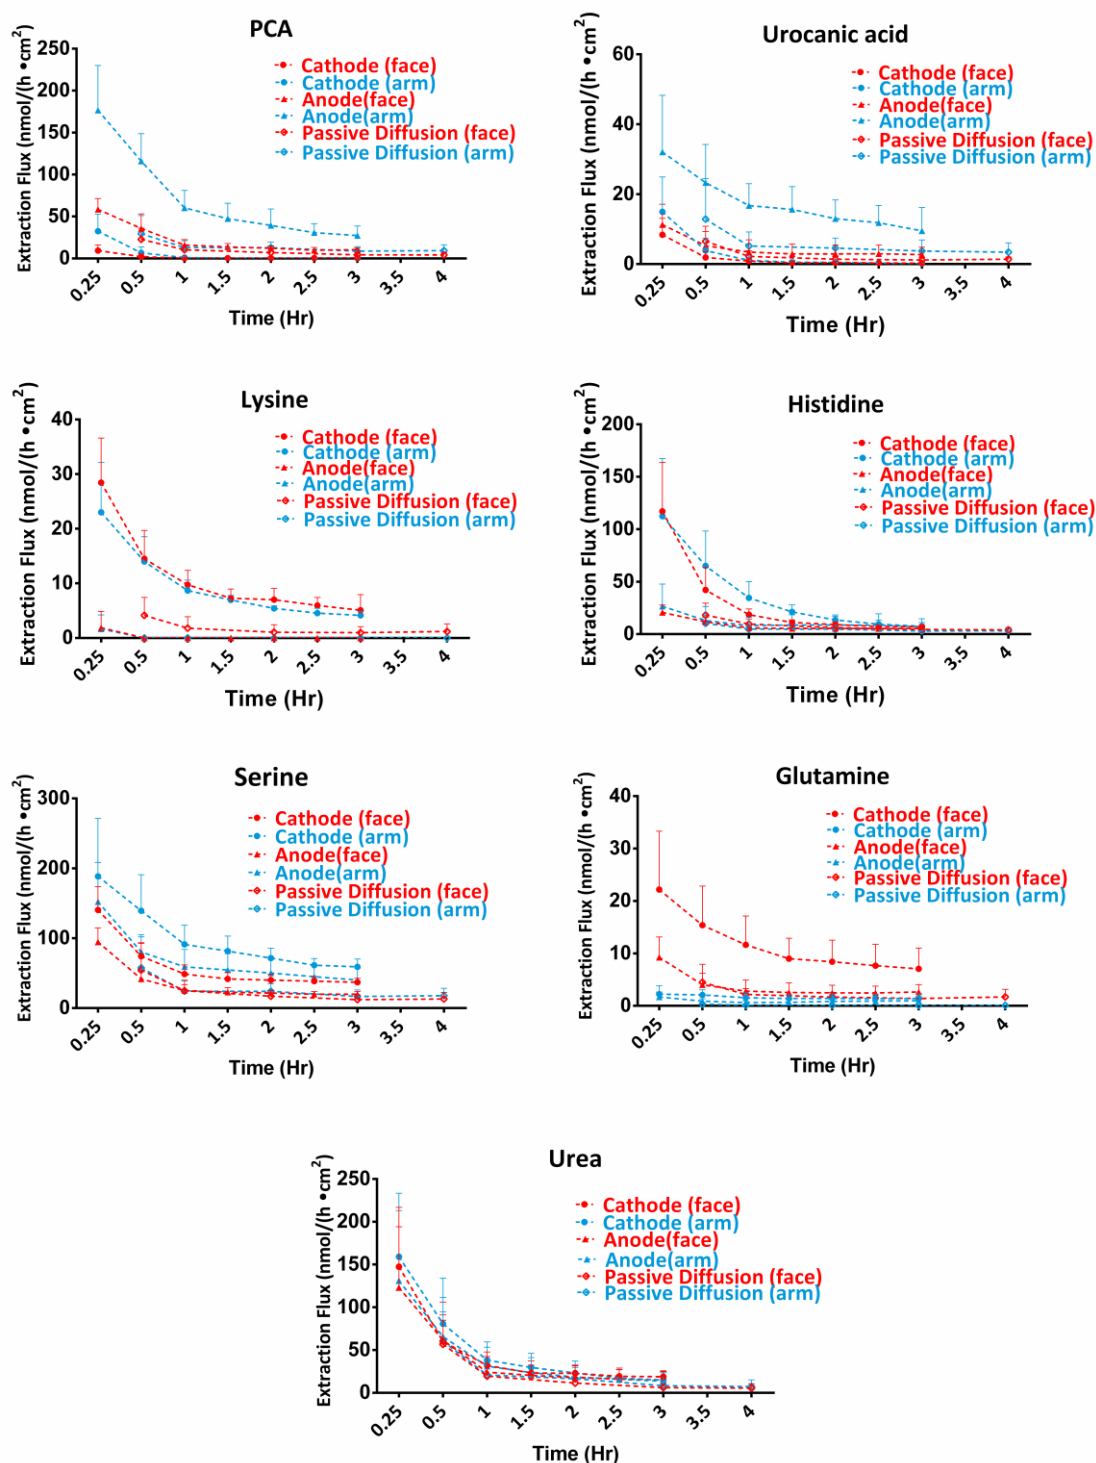 PCA
Extraction Flux (nmol/(h •cm²)
250
200
150
100
50
0
Cathode (face)
Cathode (arm)
Anode(face)
Anode(arm)
Passive Diffusion (face)
Passive Diffusion (arm)
0.25
0.5
1
1.5
2
2.5
3
3.5
4
Time (Hr)
Urocanic acid
Extraction Flux (nmol/(h •cm²)
60
40
20
0
Cathode (face)
Cathode (arm)
Anode(face)
Anode(arm)
Passive Diffusion (face)
Passive Diffusion (arm)
0.25
0.5
1
1.5
2
2.5
3
3.5
4
Time (Hr)
Lysine
Extraction Flux (nmol/(h •cm²)
40
30
20
10
0
Cathode (face)
Cathode (arm)
Anode(face)
Anode(arm)
Passive Diffusion (face)
Passive Diffusion (arm)
0.25
0.5
1
1.5
2
2.5
3
3.5
4
Time (Hr)
Histidine
Extraction Flux (nmol/(h •cm²)
200
150
100
50
0
Cathode (face)
Cathode (arm)
Anode(face)
Anode(arm)
Passive Diffusion (face)
Passive Diffusion (arm)
0.25
0.5
1
1.5
2
2.5
3
3.5
4
Time (Hr)
Serine
Extraction Flux (nmol/(h •cm²)
300
200
100
0
Cathode (face)
Cathode (arm)
Anode(face)
Anode(arm)
Passive Diffusion (face)
Passive Diffusion (arm)
0.25
0.5
1
1.5
2
2.5
3
3.5
4
Time (Hr)
Glutamine
Extraction Flux (nmol/(h •cm²)
40
30
20
10
0
Cathode (face)
Cathode (arm)
Anode(face)
Anode(arm)
Passive Diffusion (face)
Passive Diffusion (arm)
0.25
0.5
1
1.5
2
2.5
3
3.5
4
Time (Hr)
Urea
Extraction Flux (nmol/(h •cm²)
250
200
150
100
50
0
Cathode (face)
Cathode (arm)
Anode(face)
Anode(arm)
Passive Diffusion (face)
Passive Diffusion (arm)
0.25
0.5
1
1.5
2
2.5
3
3.5
4
Time (Hr)